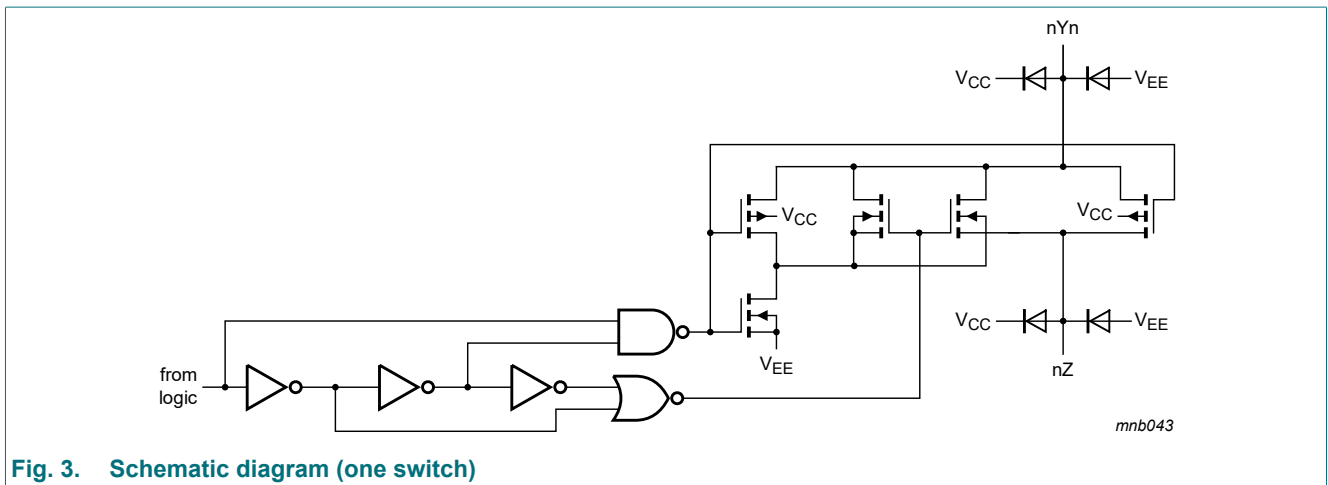 nYn
VCC
VEE
VCC
VCC
VCC
VEE
VEE
from
logic
nZ
mnb043
Fig. 3. Schematic diagram (one switch)